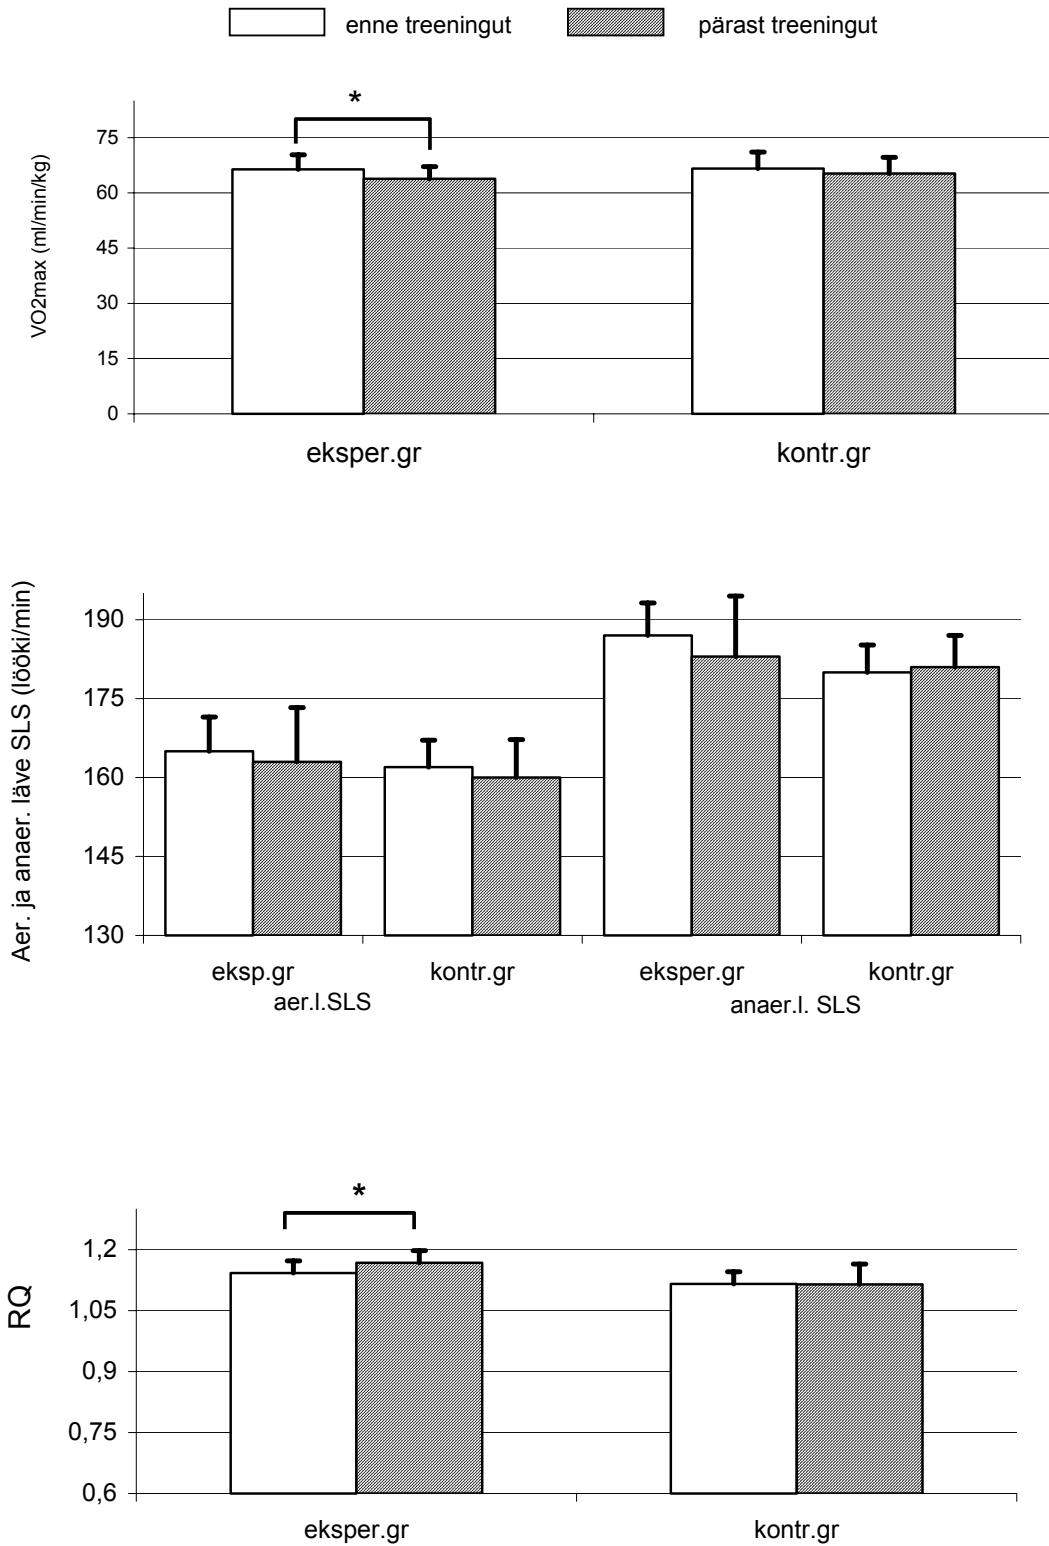 enne treeningut pärast treeningut
*
VO2max (ml/min/kg)
75
60
45
30
15
0
eksper.gr kontr.gr
Aer. ja anaer. läve SLS (lööki/min)
190
175
160
145
130
eksp.gr kontr.gr eksper.gr kontr.gr
aer.l.SLS anaer.l. SLS
*
RQ
1,2
1,05
0,9
0,75
0,6
eksper.gr kontr.gr